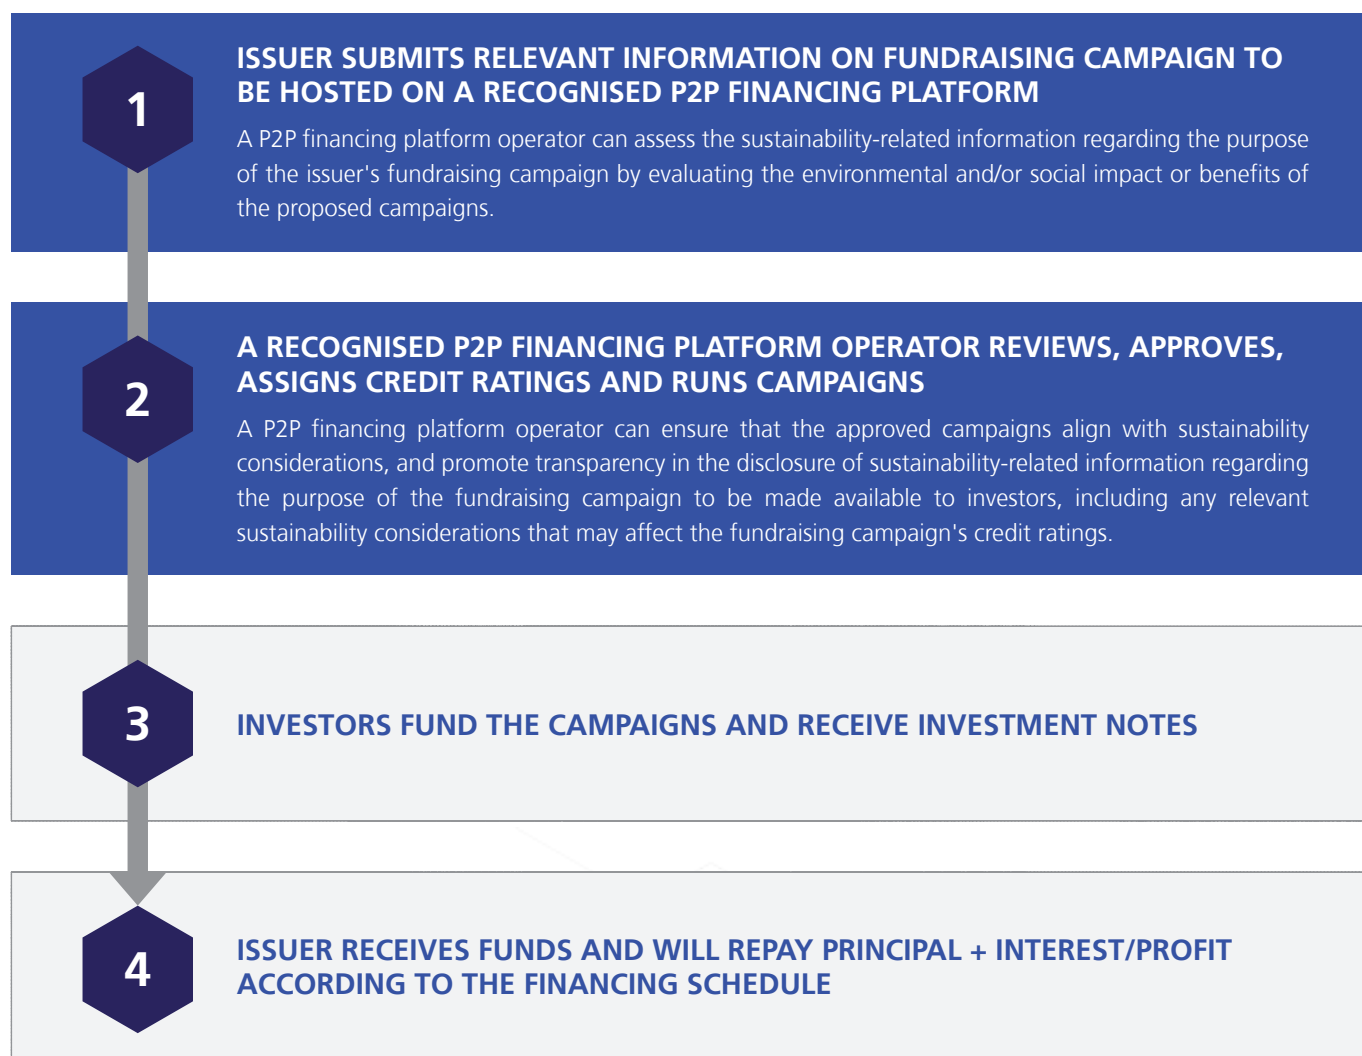 1
ISSUER SUBMITS RELEVANT INFORMATION ON FUNDRAISING CAMPAIGN TO
BE HOSTED ON A RECOGNISED P2P FINANCING PLATFORM
A P2P financing platform operator can assess the sustainability-related information regarding the purpose
of the issuer's fundraising campaign by evaluating the environmental and/or social impact or benefits of
the proposed campaigns.
2
A RECOGNISED P2P FINANCING PLATFORM OPERATOR REVIEWS, APPROVES,
ASSIGNS CREDIT RATINGS AND RUNS CAMPAIGNS
A P2P financing platform operator can ensure that the approved campaigns align with sustainability
considerations, and promote transparency in the disclosure of sustainability-related information regarding
the purpose of the fundraising campaign to be made available to investors, including any relevant
sustainability considerations that may affect the fundraising campaign's credit ratings.
3
INVESTORS FUND THE CAMPAIGNS AND RECEIVE INVESTMENT NOTES
4
ISSUER RECEIVES FUNDS AND WILL REPAY PRINCIPAL + INTEREST/PROFIT
ACCORDING TO THE FINANCING SCHEDULE